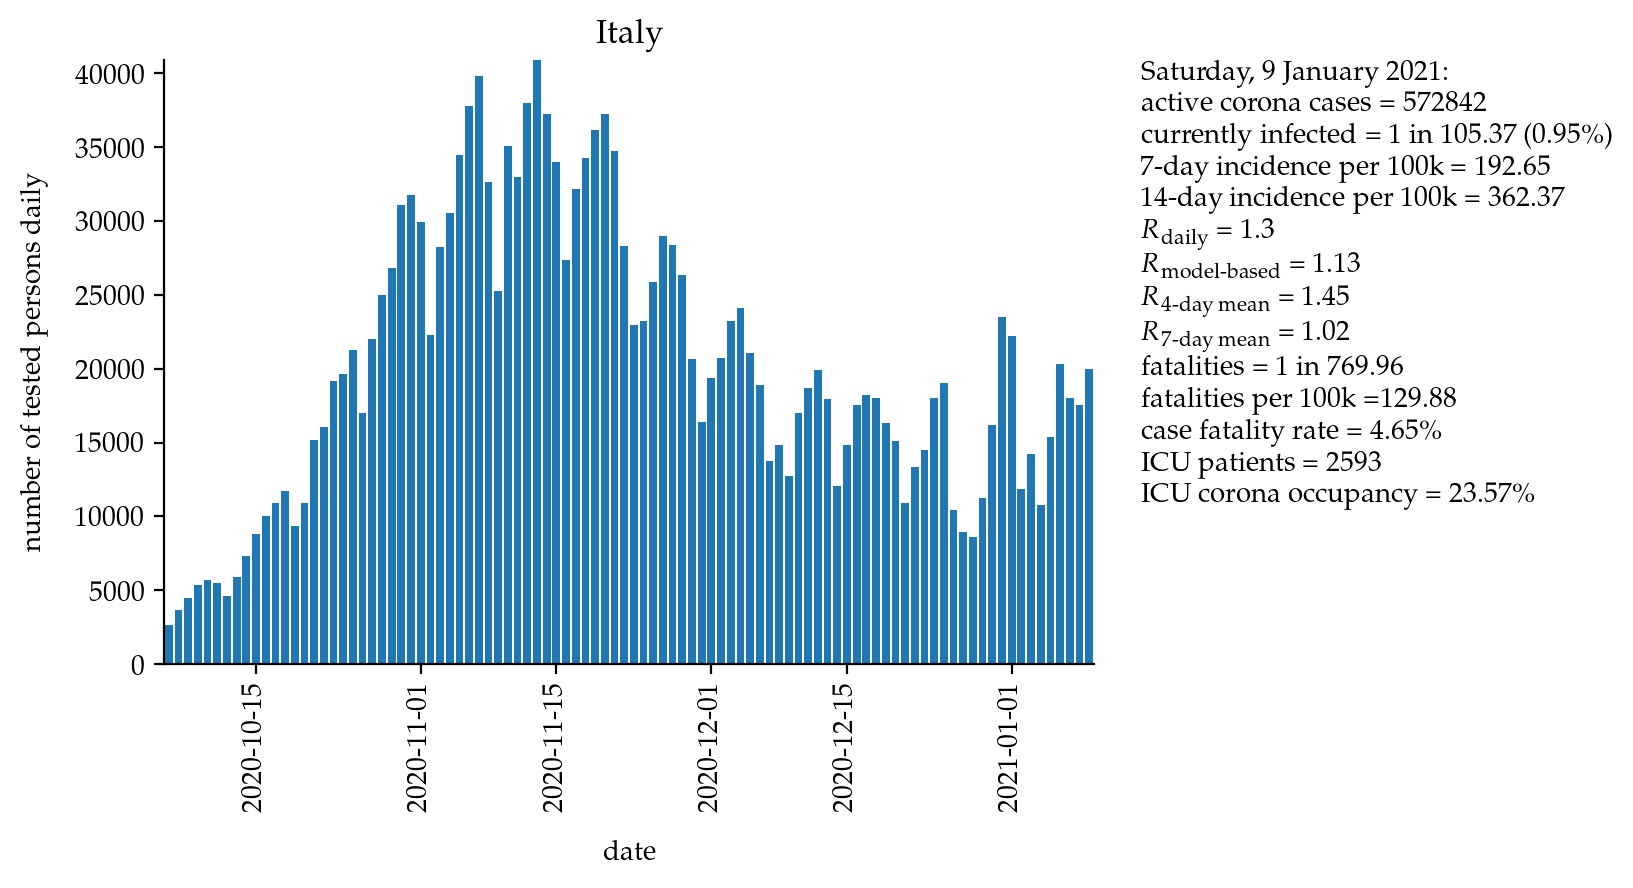 Italy
number of tested persons daily
40000
35000
30000
25000
20000
15000
10000
5000
0
2020-10-15
2020-11-01
2020-11-15
2020-12-01
2020-12-15
2021-01-01
date
Saturday, 9 January 2021:
active corona cases = 572842
currently infected = 1 in 105.37 (0.95%)
7-day incidence per 100k = 192.65
14-day incidence per 100k = 362.37
R daily = 1.3
R model-based = 1.13
R 4-day mean = 1.45
R 7-day mean = 1.02
fatalities = 1 in 769.96
fatalities per 100k =129.88
case fatality rate = 4.65%
ICU patients = 2593
ICU corona occupancy = 23.57%